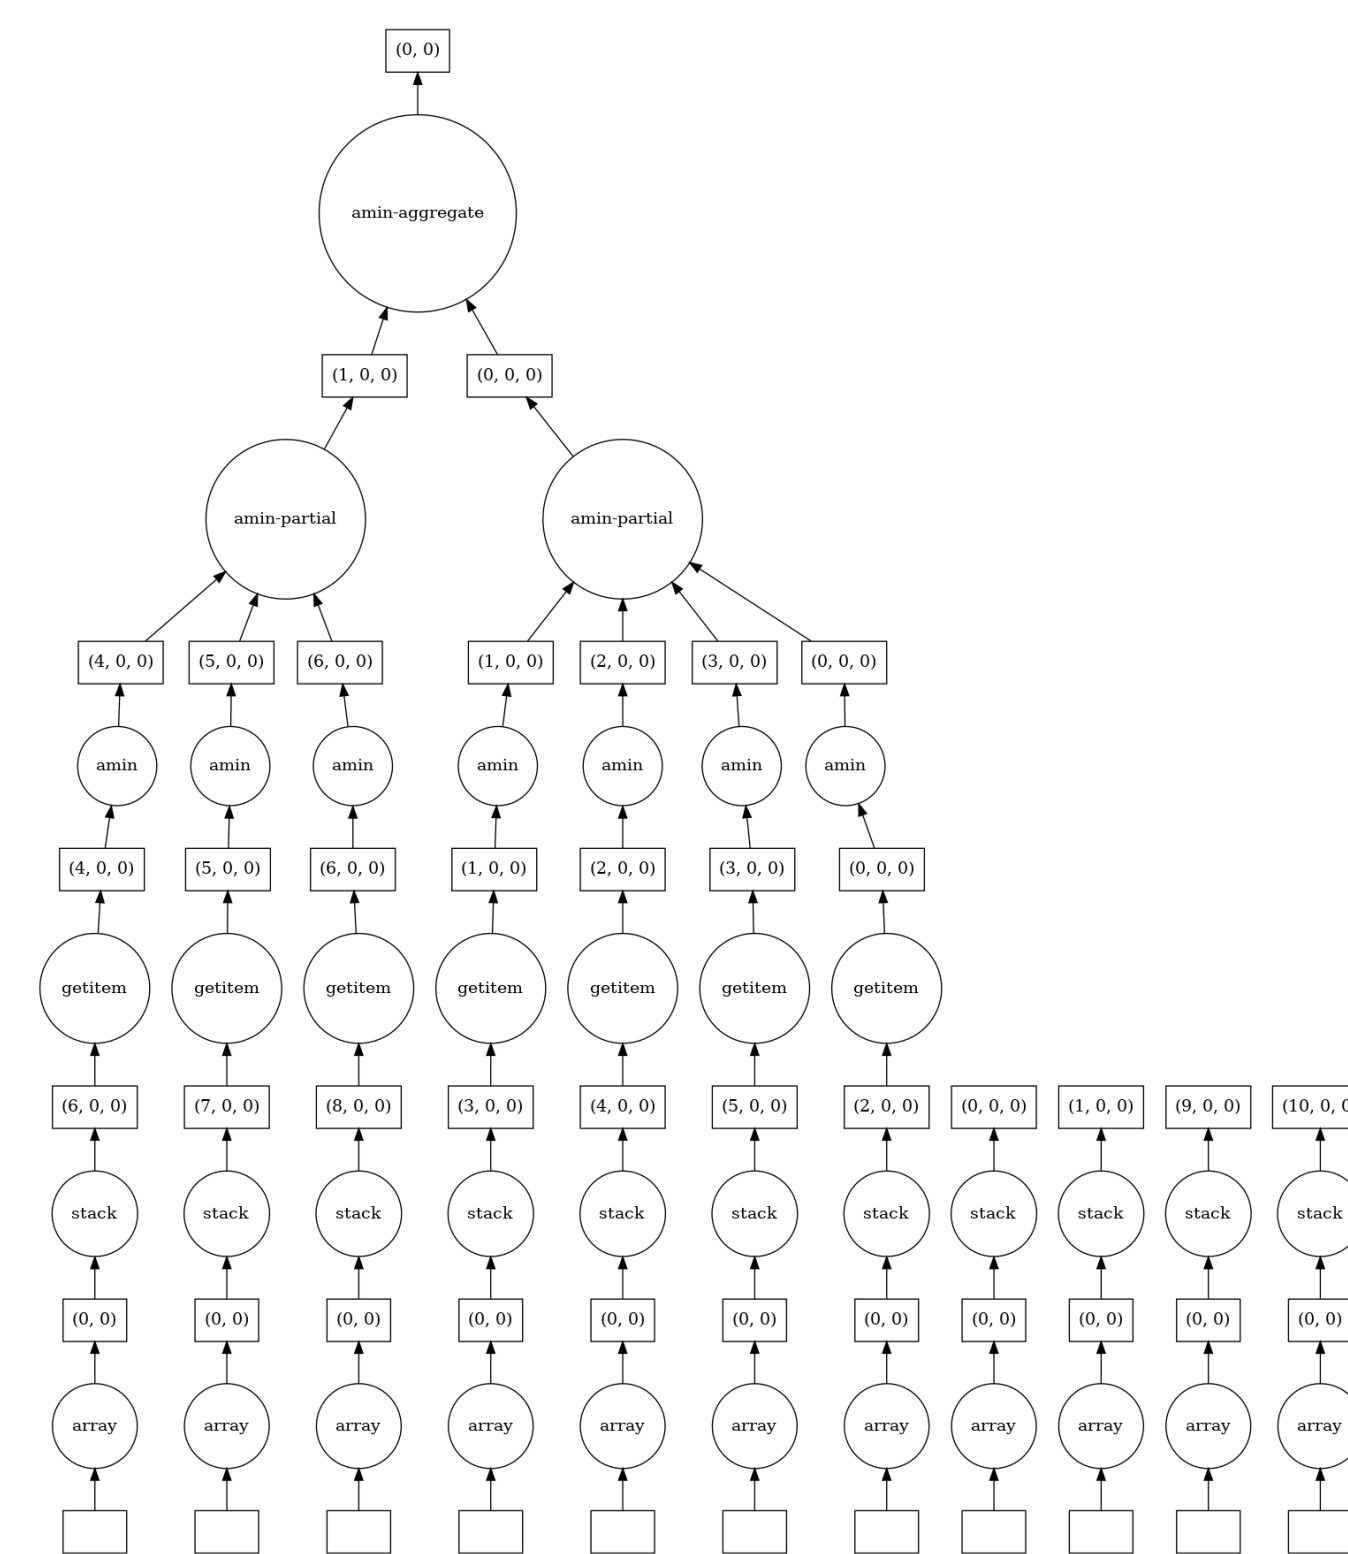 (0, 0)
amin-aggregate
(1, 0, 0) (0, 0, 0)
amin-partial amin-partial
(4, 0, 0) (5, 0, 0) (6, 0, 0) (1, 0, 0) (2, 0, 0) (3, 0, 0) (0, 0, 0)
amin amin amin amin amin amin amin
(4, 0, 0) (5, 0, 0) (6, 0, 0) (1, 0, 0) (2, 0, 0) (3, 0, 0) (0, 0, 0)
getitem getitem getitem getitem getitem getitem getitem
(6, 0, 0) (7, 0, 0) (8, 0, 0) (3, 0, 0) (4, 0, 0) (5, 0, 0) (2, 0, 0) (0, 0, 0) (1, 0, 0) (9, 0, 0) (10, 0, 0
stack stack stack stack stack stack stack stack stack stack stack
(0, 0) (0, 0) (0, 0) (0, 0) (0, 0) (0, 0) (0, 0) (0, 0) (0, 0) (0, 0) (0, 0)
array array array array array array array array array array array